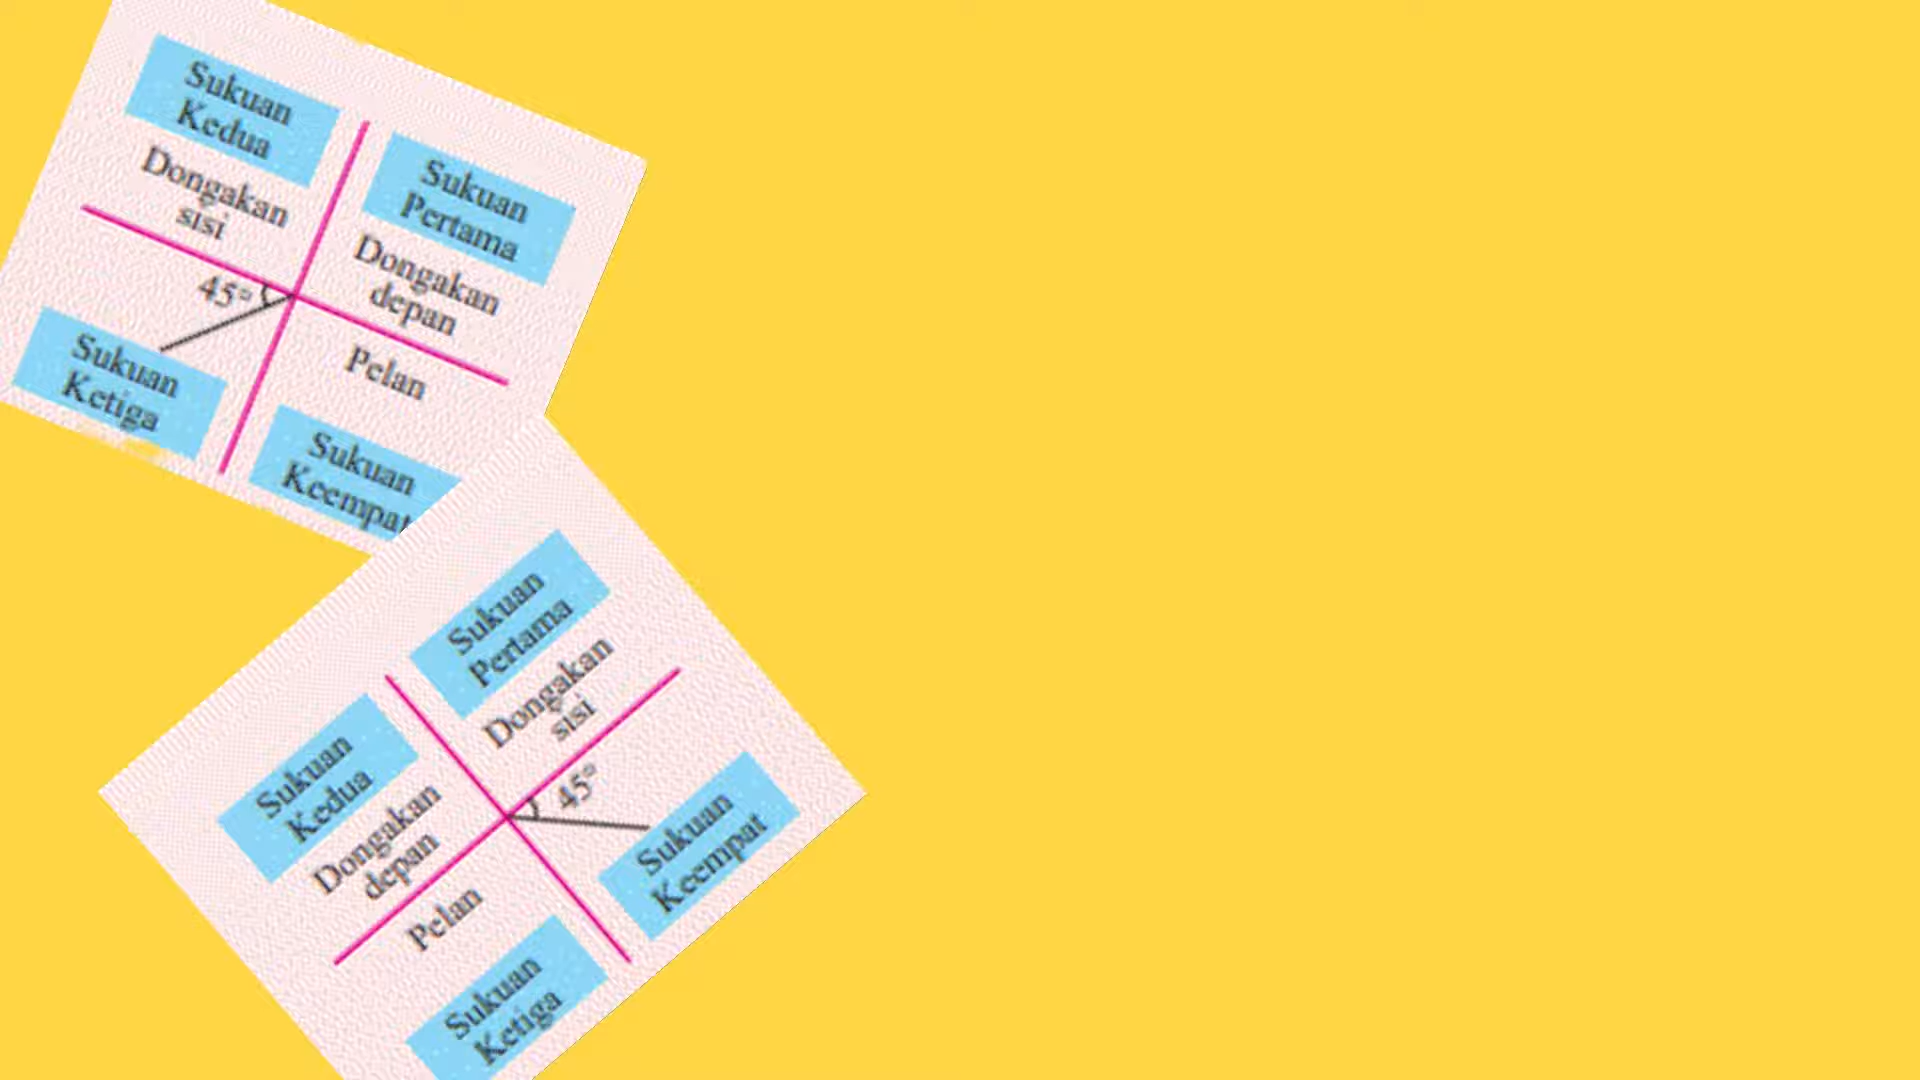 Sukuan
Kedua
Dongakan
sisi
Sukuan
Pertama
Dongakan
depan
45°
Sukuan
Ketiga
Pelan
Sukuan
Keempat
Sukuan
Pertama
Dongakan
sisi
Sukuan
Kedua
Dongakan
depan
45°
Sukuan
Keempat
Pelan
Sukuan
Ketiga